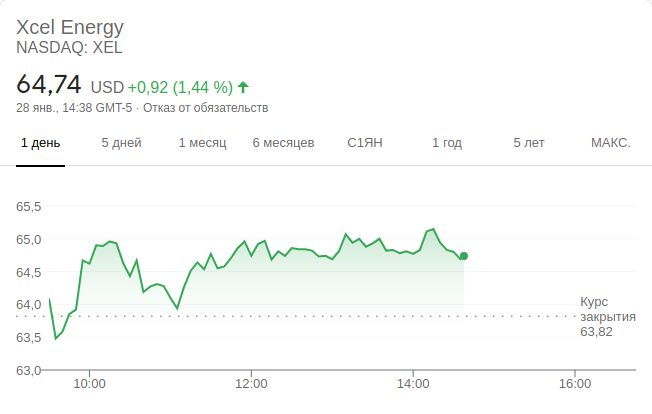 Xcel Energy
NASDAQ: XEL
64,74 USD +0,92 (1,44 %)
28 янв., 14:38 GMT-5 · Отказ от обязательств
1 день 5 дней 1 месяц 6 месяцев С1ЯН 1 год 5 лет МАКС.
65,5
65,0
64,5
64,0
63,5
63,0
Курс
закрытия
63,82
10:00 12:00 14:00 16:00